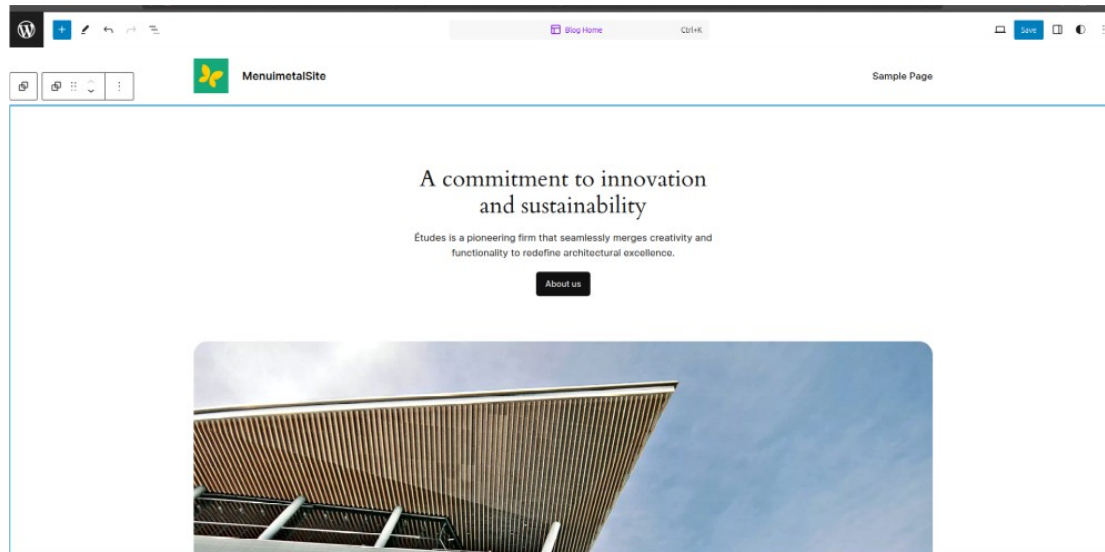 Blog Home
Ctrl+K
Save
MenuimetalSite
Sample Page
A commitment to innovation
and sustainability
Études is a pioneering firm that seamlessly merges creativity and
functionality to redefine architectural excellence.
About us